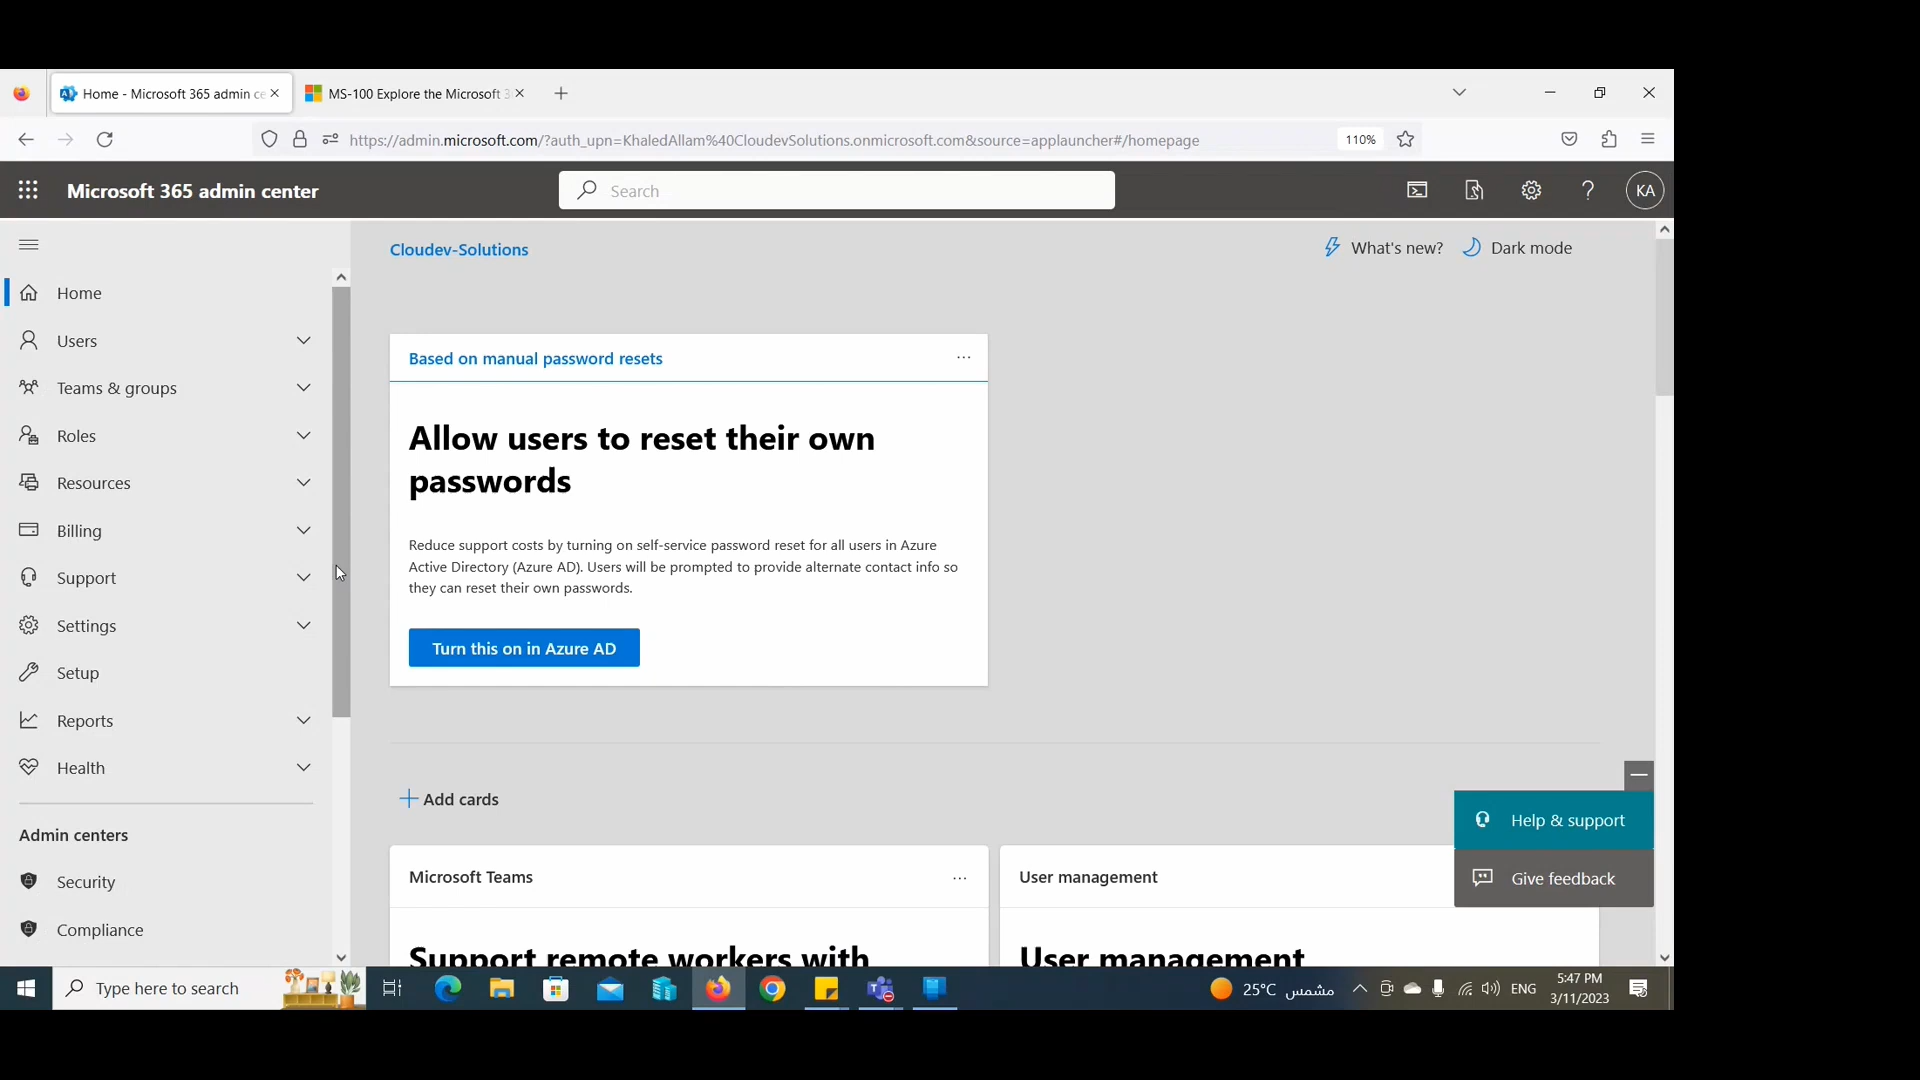 Home - Microsoft 365 admin ce
MS-100 Explore the Microsoft 3
https://admin.microsoft.com/?auth_upn=KhaledAllam%40CloudevSolutions.onmicrosoft.com&source=applauncher#/homepage
110%
Microsoft 365 admin center
Search
KA
Cloudev-Solutions
What's new?
Dark mode
Home
Users
Teams & groups
Roles
Resources
Billing
Support
Settings
Setup
Reports
Health
Admin centers
Security
Compliance
Based on manual password resets
Allow users to reset their own
passwords
Reduce support costs by turning on self-service password reset for all users in Azure
Active Directory (Azure AD). Users will be prompted to provide alternate contact info so
they can reset their own passwords.
Turn this on in Azure AD
Add cards
Help & support
Give feedback
Microsoft Teams
User management
Support remote workers with
User management
Type here to search
25°C مشمس
ENG
5:47 PM
3/11/2023